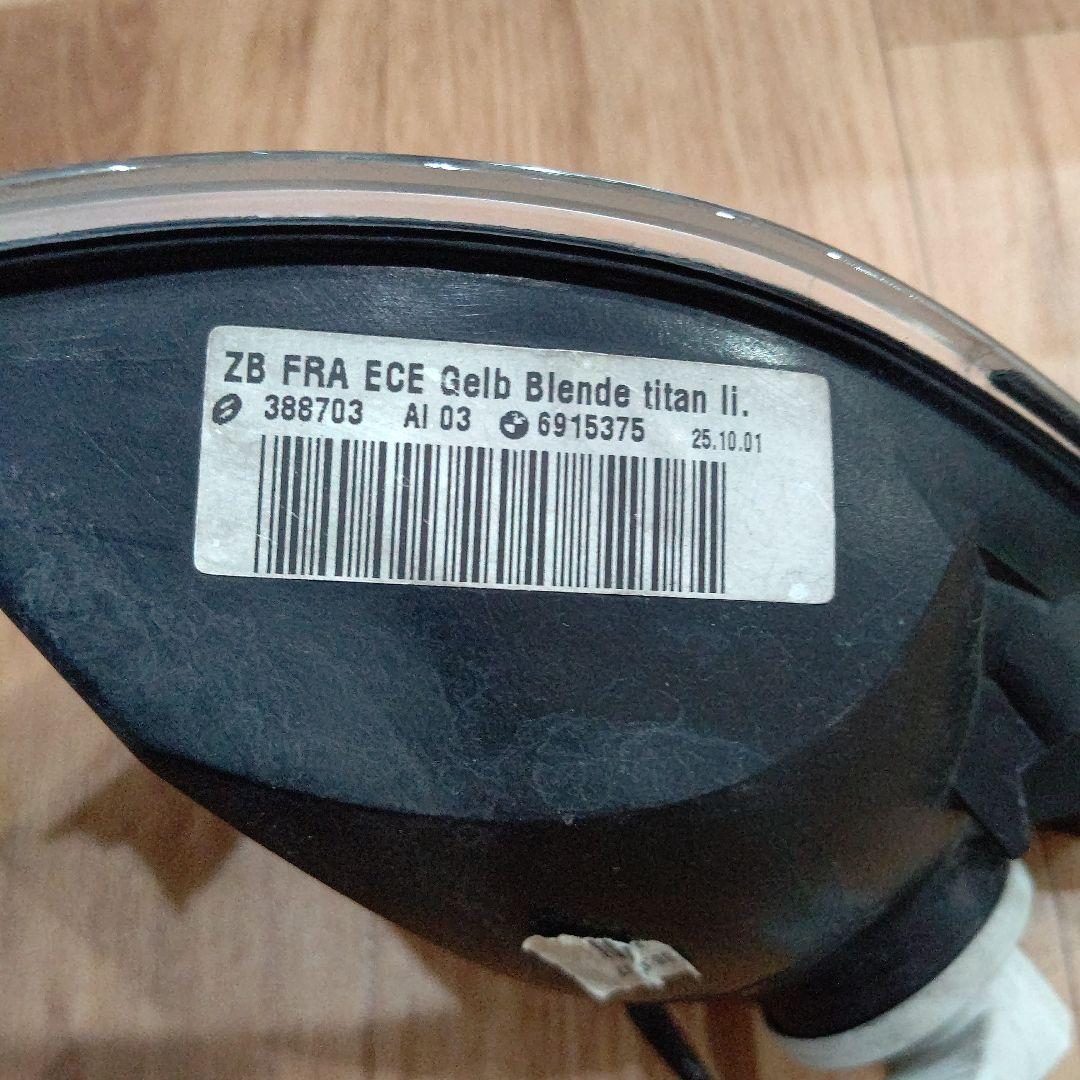 ZB FRA ECE Gelb Blende titan li.
388703 AI 03 6915375 25.10.01